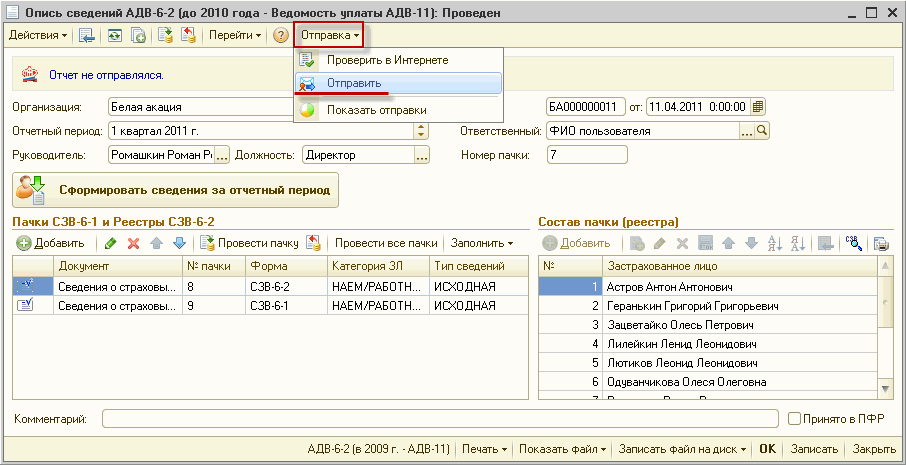 Опись сведений АДВ-6-2 (до 2010 года - Ведомость уплаты АДВ-11): Проведен
Действия Перейти Отправка
Проверить в Интернете
Отправить
Показать отправки
Отчет не отправлялся.
Организация: Белая акация БА000000011 от: 11.04.2011 0:00:00
Отчетный период: 1 квартал 2011 г. Ответственный: ФИО пользователя
Руководитель: Ромашкин Роман Ро Должность: Директор Номер пачки: 7
Сформировать сведения за отчетный период
Пачки СЗВ-6-1 и Реестры СЗВ-6-2 Состав пачки (реестра)
Добавить Провести пачку Провести все пачки Заполнить Добавить
Документ № пачки Форма Категория ЗЛ Тип сведений № Застрахованное лицо
Сведения о страховы... 8 СЗВ-6-2 НАЕМ/РАБОТН... ИСХОДНАЯ 1 Астров Антон Антонович
Сведения о страховы... 9 СЗВ-6-1 НАЕМ/РАБОТН... ИСХОДНАЯ 2 Геранькин Григорий Григорьевич
3 Зацветайко Олесь Петрович
4 Лилейкин Ленид Леонидович
5 Лютиков Леонид Леонидович
6 Одуванчикова Олеся Олеговна
Комментарий: Принято в ПФР
АДВ-6-2 (в 2009 г. - АДВ-11) Печать Показать файл Записать файл на диск OK Записать Закрыть